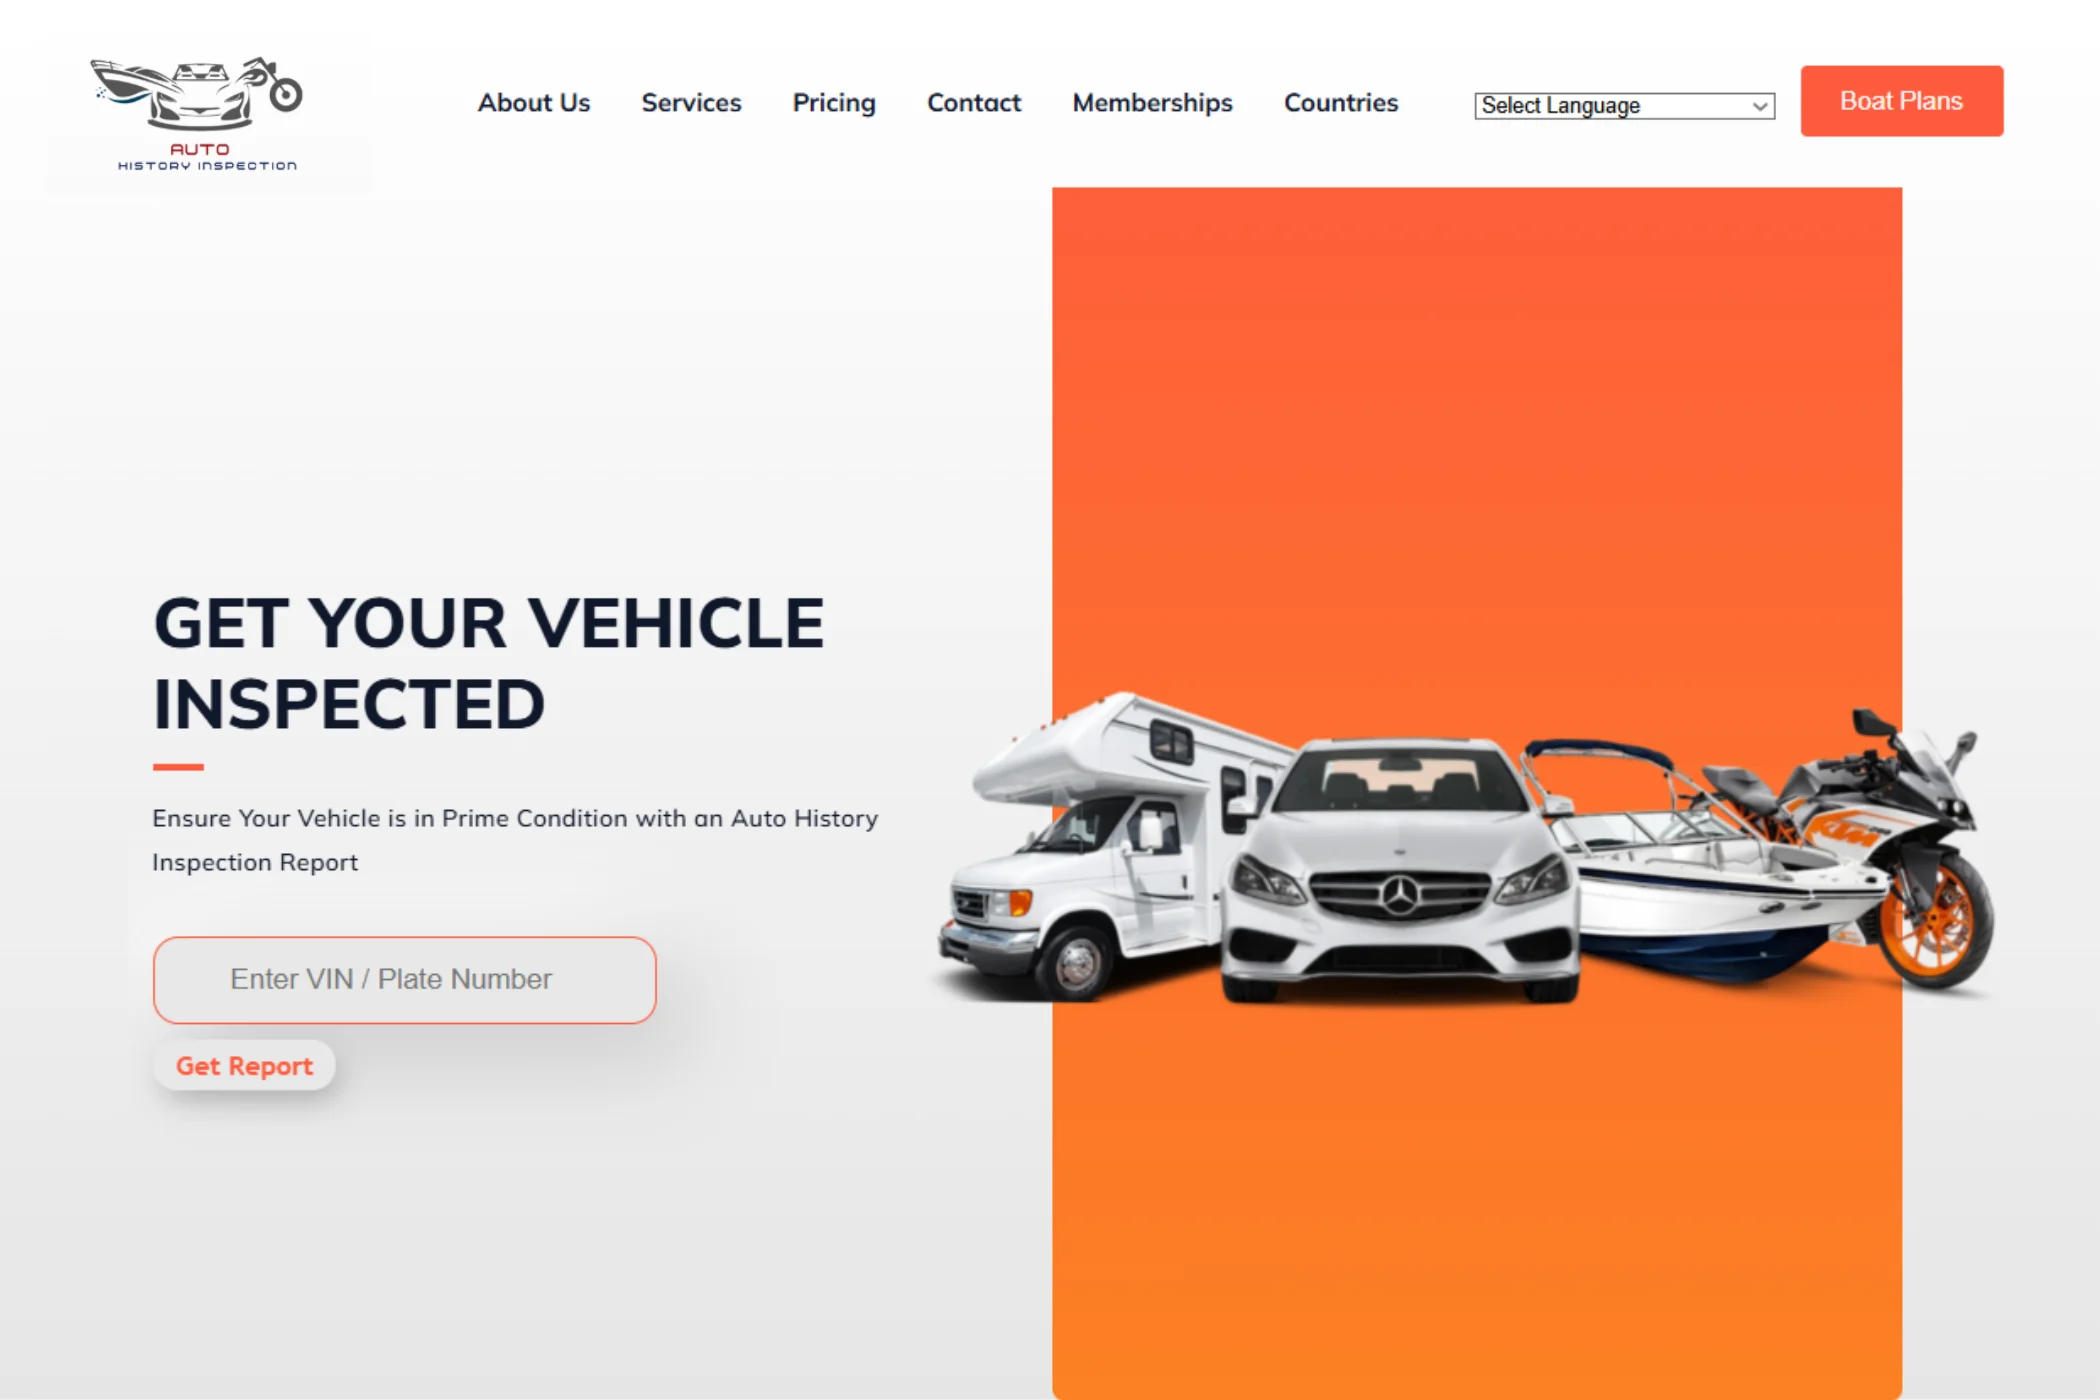 AUTO
HISTORY INSPECTION
About Us
Services
Pricing
Contact
Memberships
Countries
Select Language
Boat Plans
GET YOUR VEHICLE
INSPECTED
Ensure Your Vehicle is in Prime Condition with an Auto History
Inspection Report
Enter VIN / Plate Number
Get Report
KTM